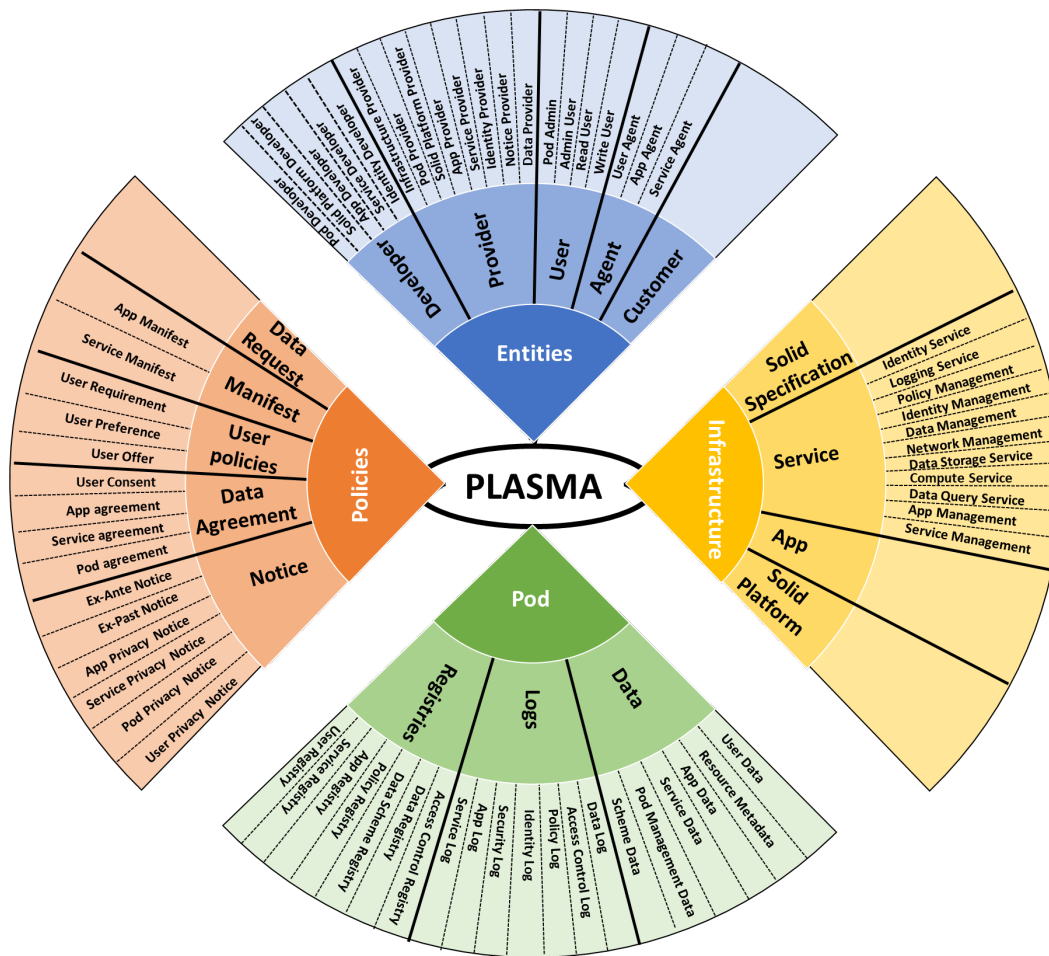 PLASMA
Entities
Developer
Pod Developer
Solid Platform Developer
App Developer
Service Developer
Identity Developer
Provider
Infrastructure Provider
Pod Provider
Solid Platform Provider
App Provider
Service Provider
Identity Provider
Notice Provider
Data Provider
User
Pod Admin
Admin User
Read User
Write User
Agent
User Agent
App Agent
Service Agent
Customer
Infrastructure
Solid
Specification
Service
Identity Service
Logging Service
Policy Management
Identity Management
Data Management
Network Management
Data Storage Service
Compute Service
Data Query Service
App Management
Service Management
App
Solid
Platform
Pod
Data
User Data
Resource Metadata
App Data
Service Data
Pod Management Data
Scheme Data
Logs
Data Log
Access Control Log
Policy Log
Identity Log
Security Log
App Log
Service Log
Registries
Access Control Registry
Data Registry
Data Scheme Registry
Policy Registry
App Registry
Service Registry
User Registry
Policies
Data
Request
Manifest
App Manifest
Service Manifest
User
policies
User Requirement
User Preference
User Offer
Data
Agreement
User Consent
App agreement
Service agreement
Pod agreement
Notice
Ex-Ante Notice
Ex-Past Notice
App Privacy Notice
Service Privacy Notice
Pod Privacy Notice
User Privacy Notice